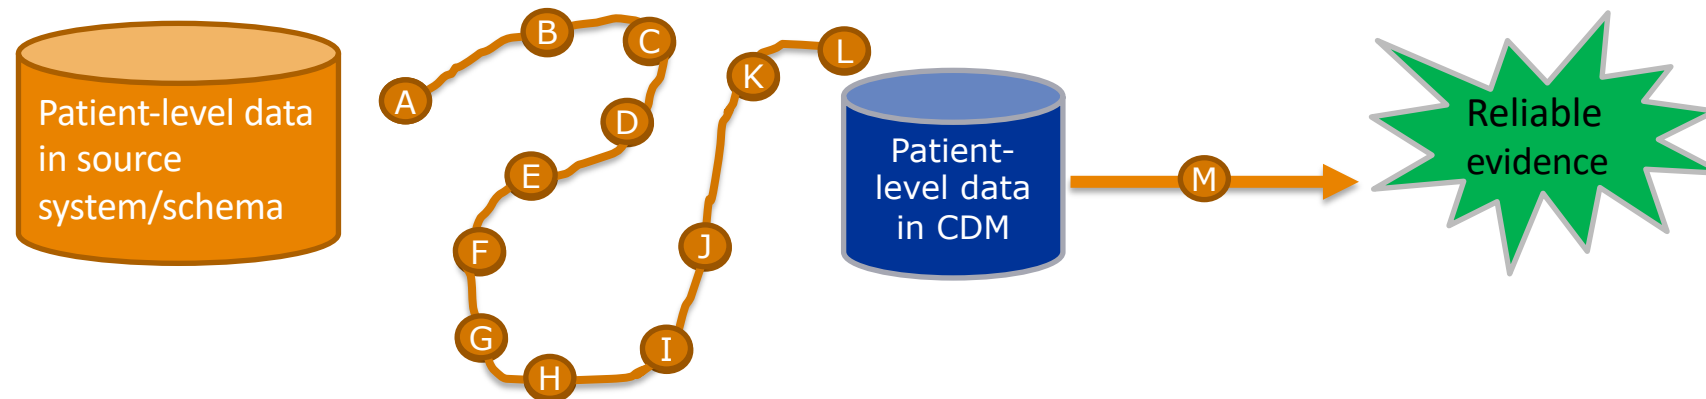 Patient-level data
in source
system/schema
A
B
C
D
E
F
G
H
I
J
K
L
Patient-
level data
in CDM
M
Reliable
evidence